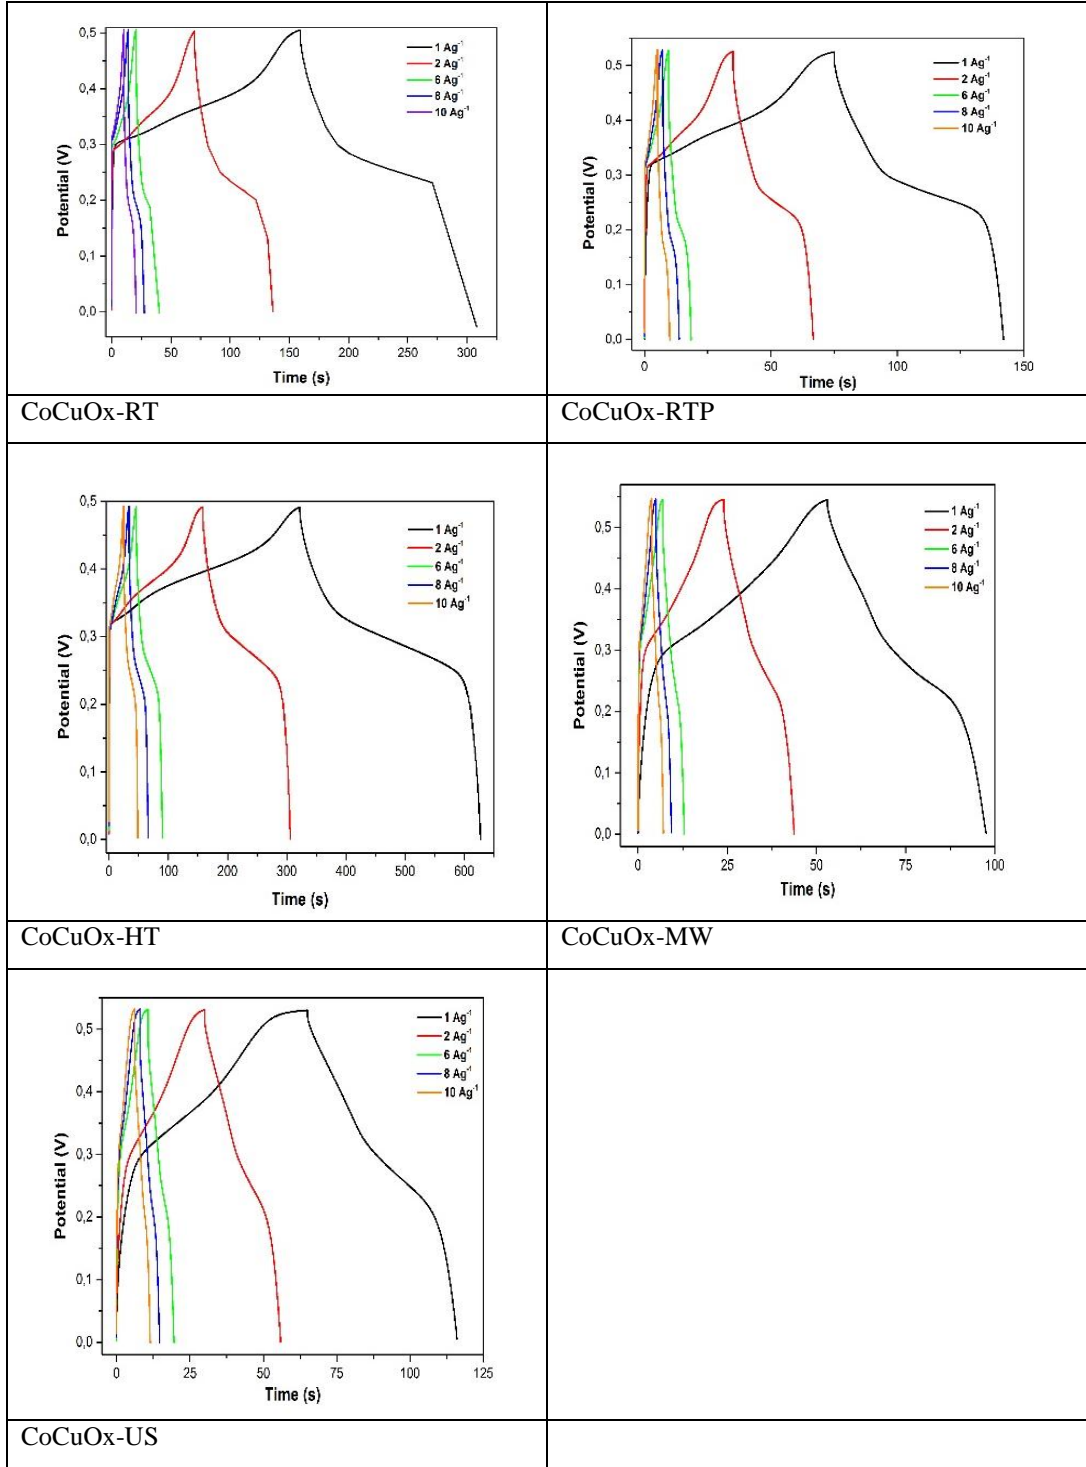 0,5
0,4
0,3
0,2
0,1
0,0
Potential (V)
1 Ag⁻¹
2 Ag⁻¹
6 Ag⁻¹
8 Ag⁻¹
10 Ag⁻¹
0 50 100 150 200 250 300
Time (s)
CoCuOx-RT
0,5
0,4
0,3
0,2
0,1
0,0
Potential (V)
1 Ag⁻¹
2 Ag⁻¹
6 Ag⁻¹
8 Ag⁻¹
10 Ag⁻¹
0 50 100 150
Time (s)
CoCuOx-RTP
0,5
0,4
0,3
0,2
0,1
0,0
Potential (V)
1 Ag⁻¹
2 Ag⁻¹
6 Ag⁻¹
8 Ag⁻¹
10 Ag⁻¹
0 100 200 300 400 500 600
Time (s)
CoCuOx-HT
0,5
0,4
0,3
0,2
0,1
0,0
Potential (V)
1 Ag⁻¹
2 Ag⁻¹
6 Ag⁻¹
8 Ag⁻¹
10 Ag⁻¹
0 25 50 75 100
Time (s)
CoCuOx-MW
0,5
0,4
0,3
0,2
0,1
0,0
Potential (V)
1 Ag⁻¹
2 Ag⁻¹
6 Ag⁻¹
8 Ag⁻¹
10 Ag⁻¹
0 25 50 75 100 125
Time (s)
CoCuOx-US